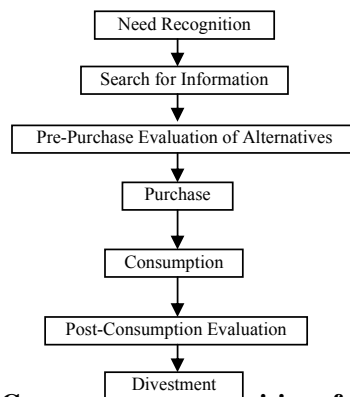 Need Recognition
Search for Information
Pre-Purchase Evaluation of Alternatives
Purchase
Consumption
Post-Consumption Evaluation
Divestment